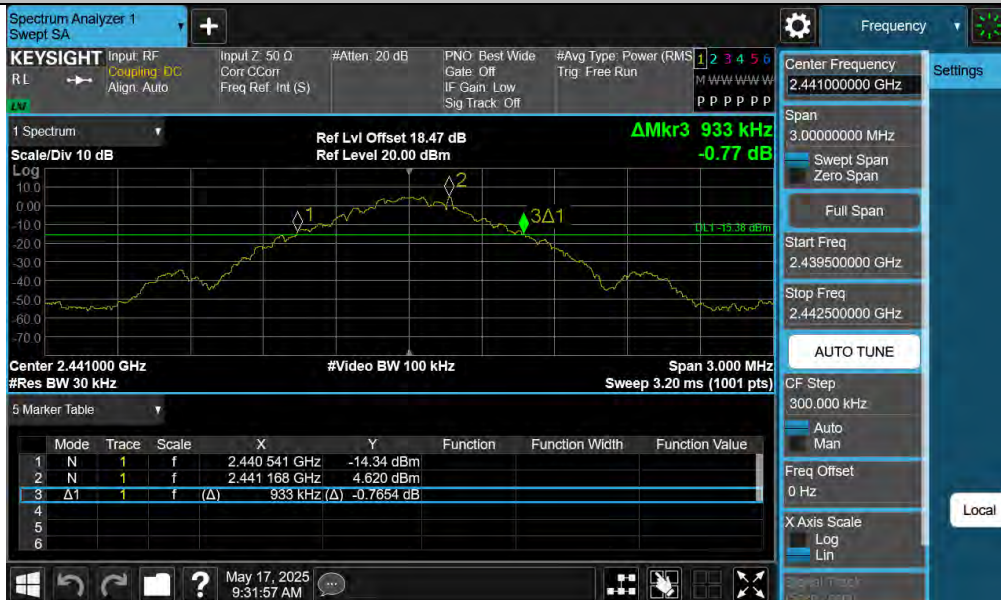 Spectrum Analyzer 1
Swept SA
+
Frequency
KEYSIGHT
RL
LXI
Input: RF
Coupling: DC
Align: Auto
Input Z: 50 Ω
Corr CCorr
Freq Ref: Int (S)
#Atten: 20 dB
PNO: Best Wide
Gate: Off
IF Gain: Low
Sig Track: Off
#Avg Type: Power (RMS
Trig: Free Run
1 2 3 4 5 6
M W W W W W
P P P P P P
1 Spectrum
Scale/Div 10 dB
Ref Lvl Offset 18.47 dB
Ref Level 20.00 dBm
ΔMkr3 933 kHz
-0.77 dB
Log
10.0
0.00
-10.0
-20.0
-30.0
-40.0
-50.0
-60.0
-70.0
1
2
3Δ1
DL1 -15.38 dBm
Center 2.441000 GHz
#Video BW 100 kHz
Span 3.000 MHz
#Res BW 30 kHz
Sweep 3.20 ms (1001 pts)
5 Marker Table
Mode Trace Scale X Y Function Function Width Function Value
1 N 1 f 2.440 541 GHz -14.34 dBm
2 N 1 f 2.441 168 GHz 4.620 dBm
3 Δ1 1 f (Δ) 933 kHz (Δ) -0.7654 dB
4
5
6
May 17, 2025
9:31:57 AM
?
Center Frequency
2.441000000 GHz
Span
3.00000000 MHz
Swept Span
Zero Span
Full Span
Start Freq
2.439500000 GHz
Stop Freq
2.442500000 GHz
AUTO TUNE
CF Step
300.000 kHz
Auto
Man
Freq Offset
0 Hz
X Axis Scale
Log
Lin
Signal Track
Settings
Local